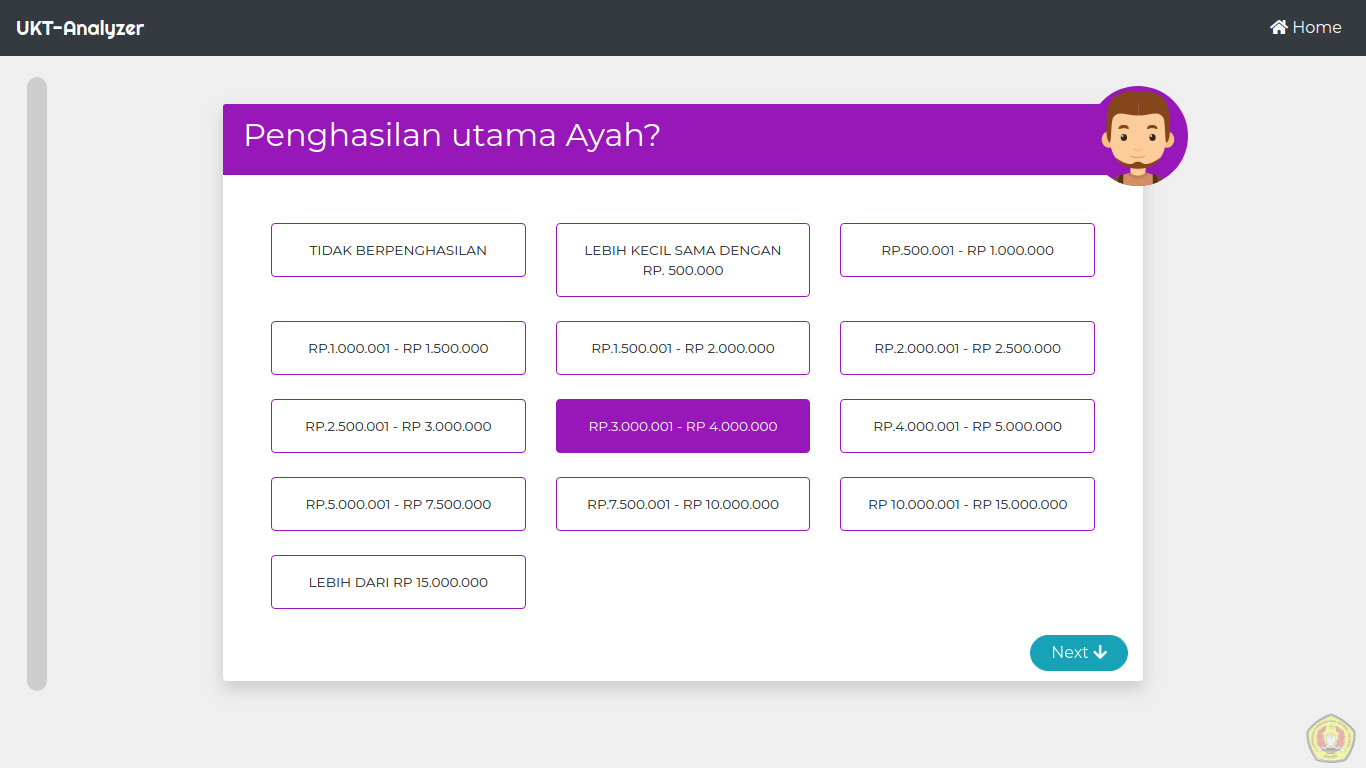 UKT-Analyzer
Home
Penghasilan utama Ayah?
TIDAK BERPENGHASILAN
LEBIH KECIL SAMA DENGAN
RP. 500.000
RP.500.001 - RP 1.000.000
RP.1.000.001 - RP 1.500.000
RP.1.500.001 - RP 2.000.000
RP.2.000.001 - RP 2.500.000
RP.2.500.001 - RP 3.000.000
RP.3.000.001 - RP 4.000.000
RP.4.000.001 - RP 5.000.000
RP.5.000.001 - RP 7.500.000
RP.7.500.001 - RP 10.000.000
RP 10.000.001 - RP 15.000.000
LEBIH DARI RP 15.000.000
Next